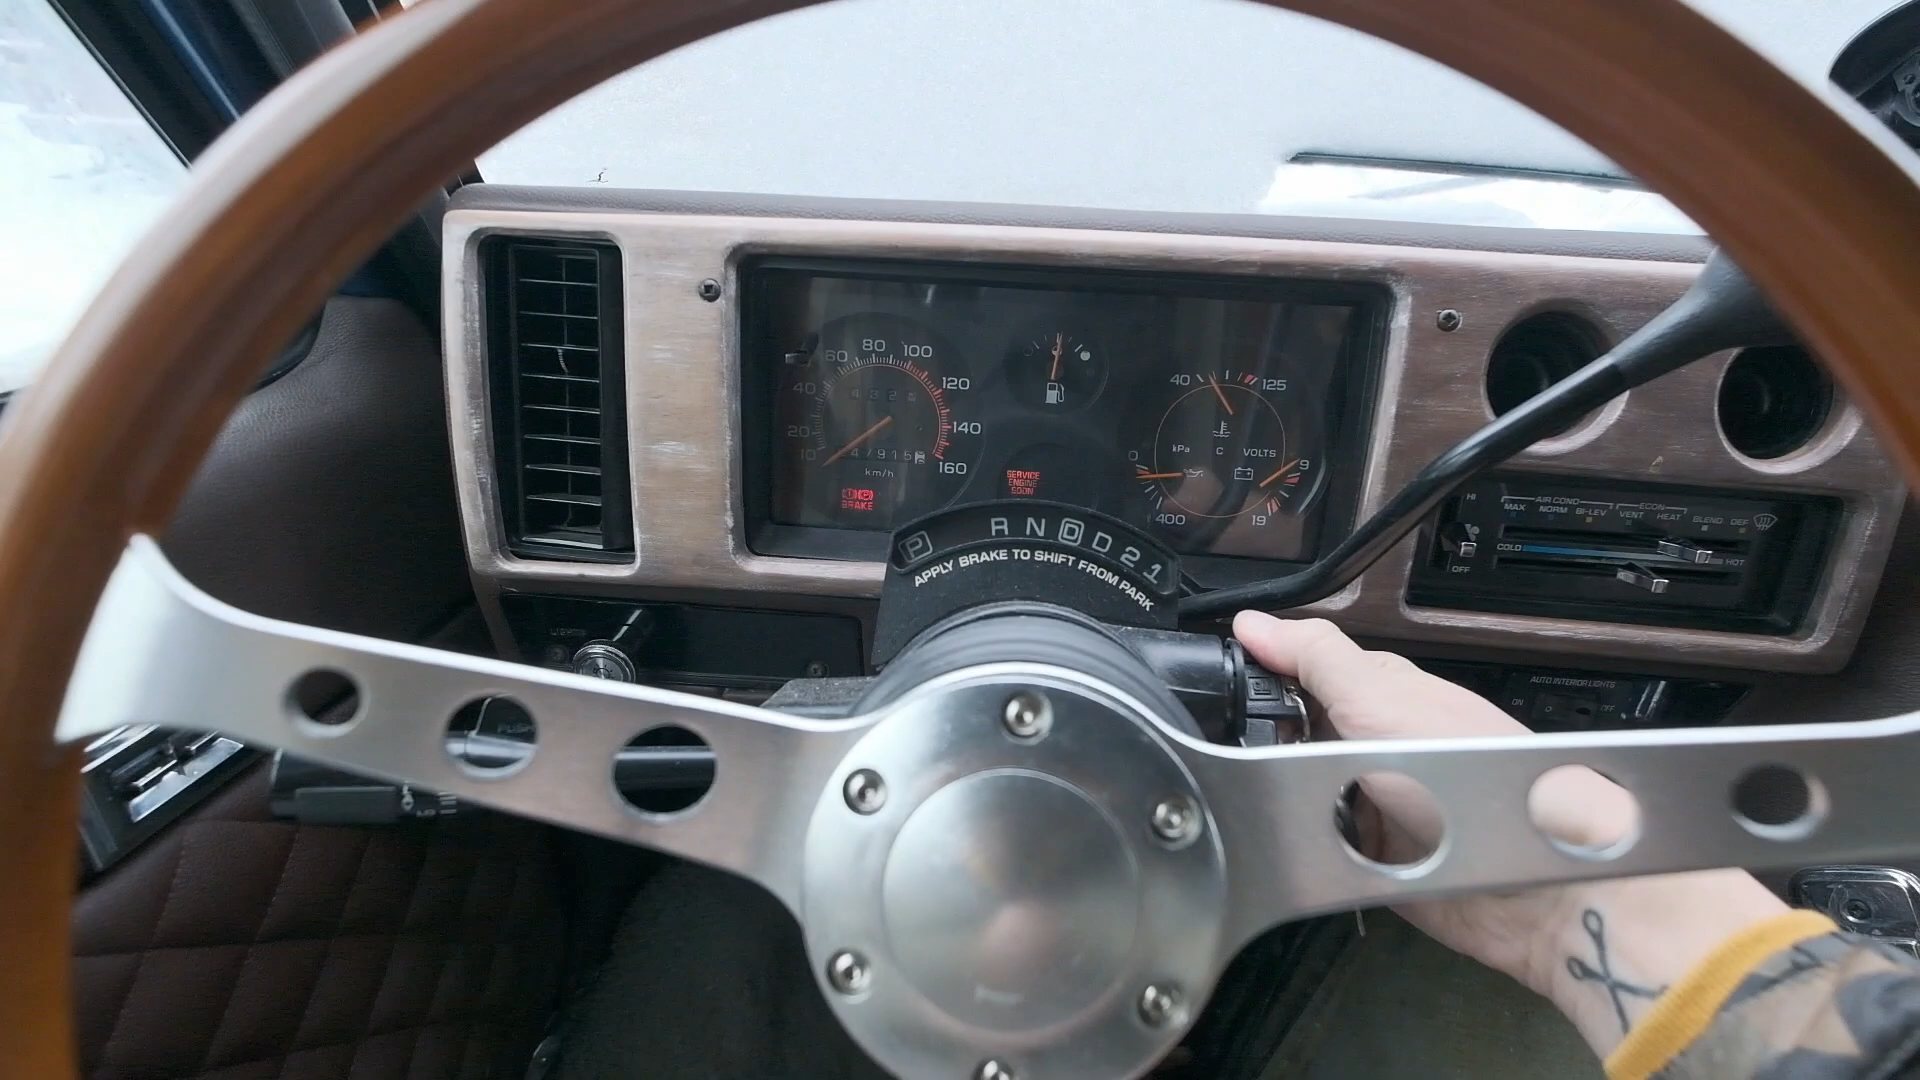 80
60 100
40 120
20 140
10 160
km/h
BRAKE
SERVICE
ENGINE
SOON
40 125
kPa C VOLTS
0 9
400 19
P R N D D 2 1
APPLY BRAKE TO SHIFT FROM PARK
HI
OFF
AIR COND
MAX NORM BI-LEV
ECON
VENT HEAT BLEND DEF
COLD HOT
LIGHTS
PUSH
AUTO INTERIOR LIGHTS
ON OFF